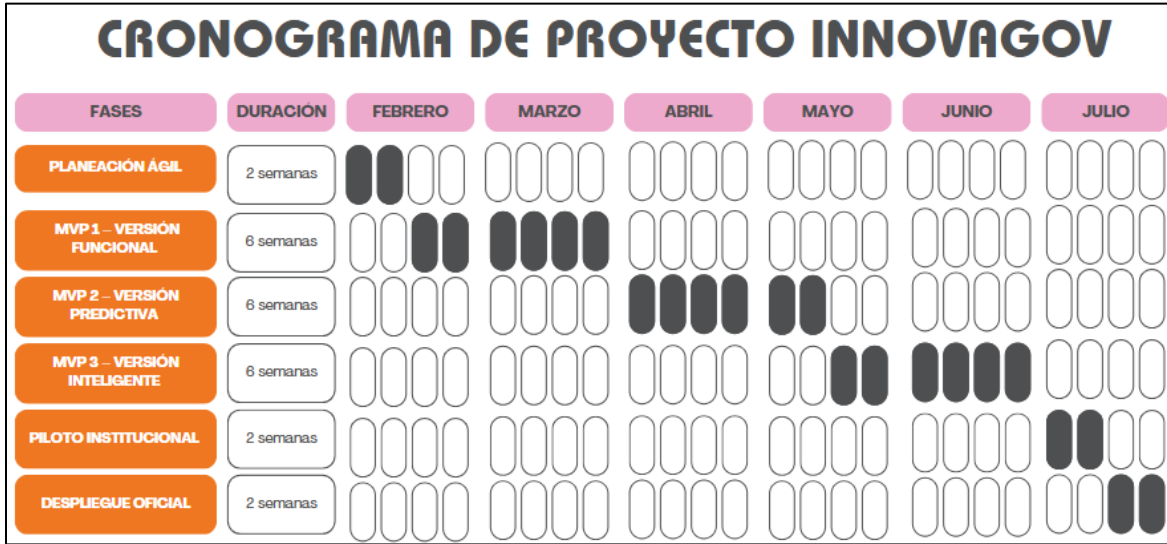 CRONOGRAMA DE PROYECTO INNOVAGOV
FASES DURACIÓN FEBRERO MARZO ABRIL MAYO JUNIO JULIO
PLANEACIÓN ÁGIL 2 semanas
MVP 1 – VERSIÓN
FUNCIONAL
6 semanas
MVP 2 – VERSIÓN
PREDICTIVA
6 semanas
MVP 3 – VERSIÓN
INTELIGENTE
6 semanas
PILOTO INSTITUCIONAL 2 semanas
DESPLIEGUE OFICIAL 2 semanas